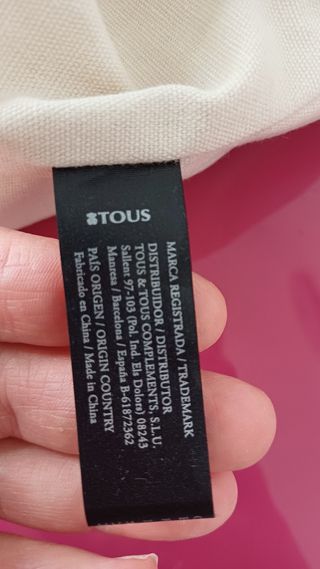 TOUS
MARCA REGISTRADA / TRADEMARK
DISTRIBUIDOR / DISTRIBUTOR
TOUS & TOUS COMPLEMENTS, S.L.U.
Sallent 97-103 (Pol. Ind. Els Dolors) 08243
Manresa / Barcelona / España B-61872362
PAÍS ORIGEN / ORIGIN COUNTRY
Fabricado en China / Made in China